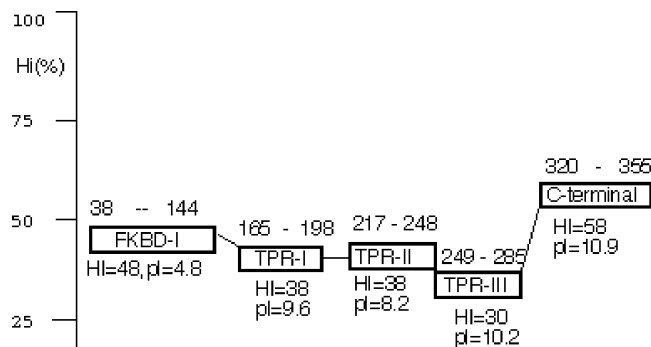 100
Hi(%)
75
50
25
38 -- 144
FKBD-I
HI=48, pI=4.8
165 - 198
TPR-I
HI=38
pI=9.6
217 - 248
TPR-II
HI=38
pI=8.2
249 - 285
TPR-III
HI=30
pI=10.2
320 - 355
C-terminal
HI=58
pI=10.9